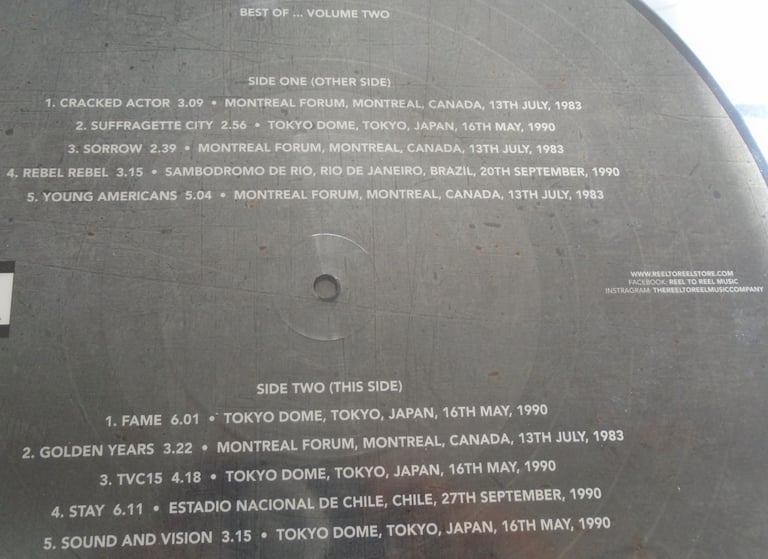 BEST OF ... VOLUME TWO
SIDE ONE (OTHER SIDE)
1. CRACKED ACTOR 3.09 • MONTREAL FORUM, MONTREAL, CANADA, 13TH JULY, 1983
2. SUFFRAGETTE CITY 2.56 • TOKYO DOME, TOKYO, JAPAN, 16TH MAY, 1990
3. SORROW 2.39 • MONTREAL FORUM, MONTREAL, CANADA, 13TH JULY, 1983
4. REBEL REBEL 3.15 • SAMBODROMO DE RIO, RIO DE JANEIRO, BRAZIL, 20TH SEPTEMBER, 1990
5. YOUNG AMERICANS 5.04 • MONTREAL FORUM, MONTREAL, CANADA, 13TH JULY, 1983
WWW.REELTOREELSTORE.COM
FACEBOOK: REEL TO REEL MUSIC
INSTRAGRAM: THEREELTOREELMUSICCOMPANY
SIDE TWO (THIS SIDE)
1. FAME 6.01 • TOKYO DOME, TOKYO, JAPAN, 16TH MAY, 1990
2. GOLDEN YEARS 3.22 • MONTREAL FORUM, MONTREAL, CANADA, 13TH JULY, 1983
3. TVC15 4.18 • TOKYO DOME, TOKYO, JAPAN, 16TH MAY, 1990
4. STAY 6.11 • ESTADIO NACIONAL DE CHILE, CHILE, 27TH SEPTEMBER, 1990
5. SOUND AND VISION 3.15 • TOKYO DOME, TOKYO, JAPAN, 16TH MAY, 1990